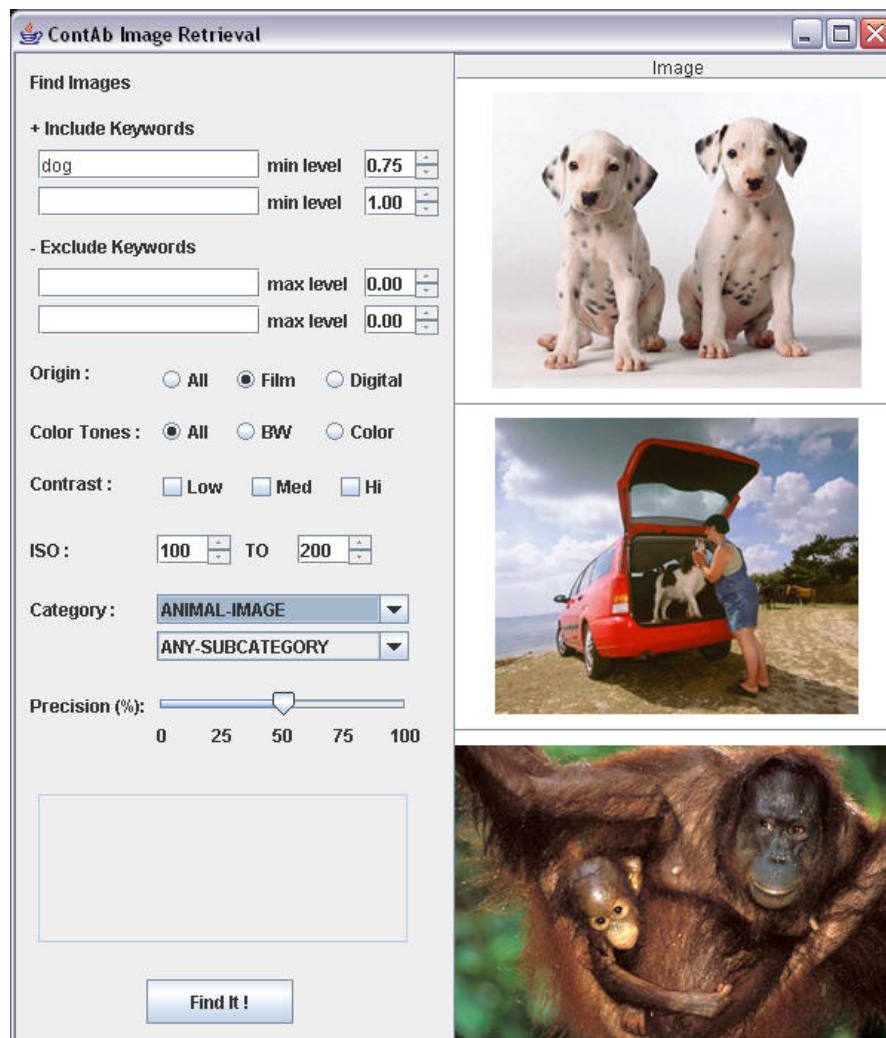 ContAb Image Retrieval
Find Images
+ Include Keywords
dog min level 0.75
min level 1.00
- Exclude Keywords
max level 0.00
max level 0.00
Origin : All Film Digital
Color Tones : All BW Color
Contrast : Low Med Hi
ISO : 100 TO 200
Category : ANIMAL-IMAGE
ANY-SUBCATEGORY
Precision (%):
0 25 50 75 100
Find It !
Image